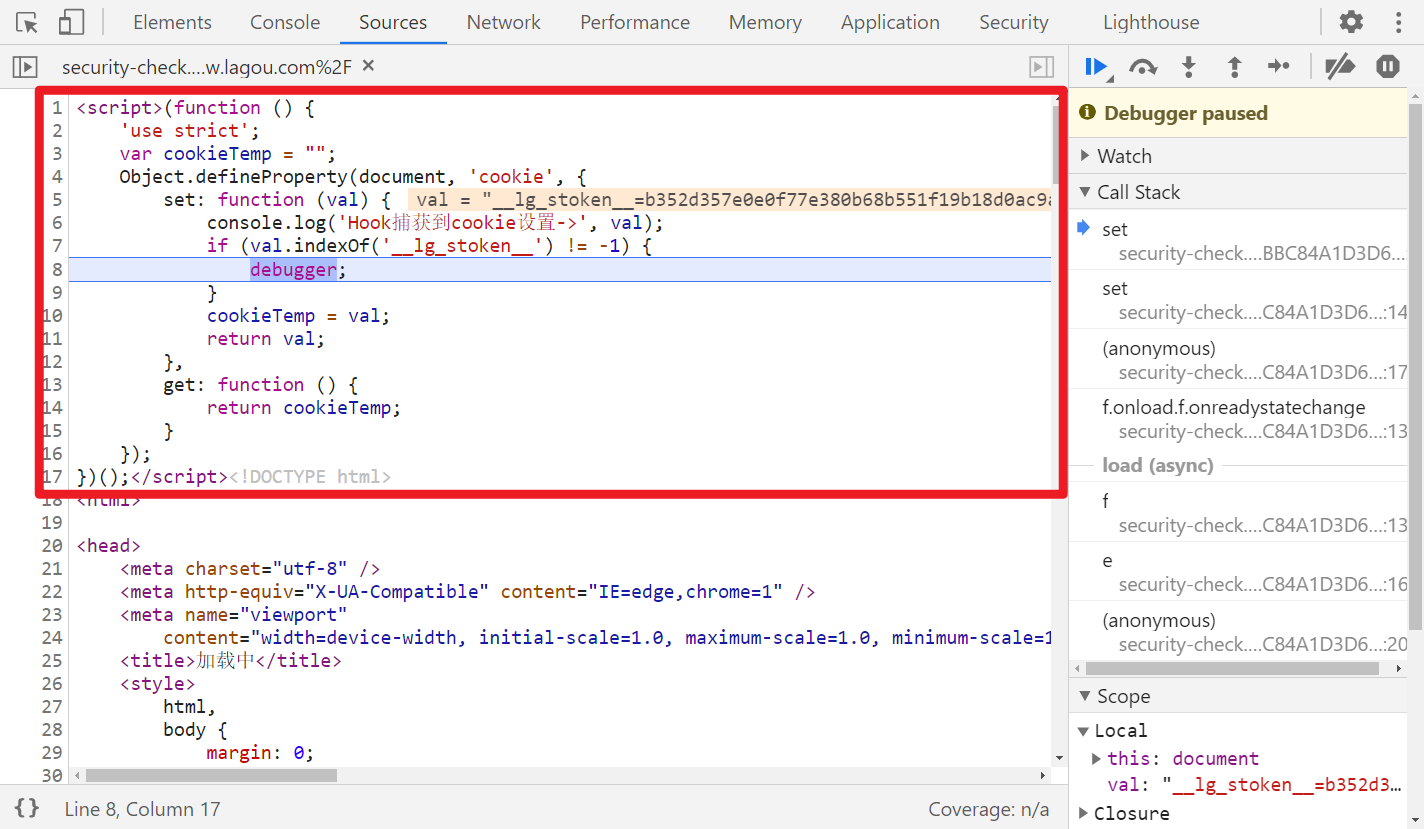 Elements Console Sources Network Performance Memory Application Security Lighthouse
security-check....w.lagou.com%2F ×
1 <script>(function () {
2 'use strict';
3 var cookieTemp = "";
4 Object.defineProperty(document, 'cookie', {
5 set: function (val) { val = "__lg_stoken__=b352d357e0e0f77e380b68b551f19b18d0ac9a
6 console.log('Hook捕获到cookie设置->', val);
7 if (val.indexOf('__lg_stoken__') != -1) {
8 debugger;
9 }
10 cookieTemp = val;
11 return val;
12 },
13 get: function () {
14 return cookieTemp;
15 }
16 });
17 })();</script><!DOCTYPE html>
18 <html>
19
20 <head>
21 <meta charset="utf-8" />
22 <meta http-equiv="X-UA-Compatible" content="IE=edge,chrome=1" />
23 <meta name="viewport"
24 content="width=device-width, initial-scale=1.0, maximum-scale=1.0, minimum-scale=1
25 <title>加载中</title>
26 <style>
27 html,
28 body {
29 margin: 0;
30
{} Line 8, Column 17 Coverage: n/a
Debugger paused
Watch
Call Stack
set
security-check....BBC84A1D3D6...:
set
security-check....C84A1D3D6...:14
(anonymous)
security-check....C84A1D3D6...:17
f.onload.f.onreadystatechange
security-check....C84A1D3D6...:13
load (async)
f
security-check....C84A1D3D6...:13
e
security-check....C84A1D3D6...:16
(anonymous)
security-check....C84A1D3D6...:20
Scope
Local
this: document
val: "__lg_stoken__=b352d3...
Closure